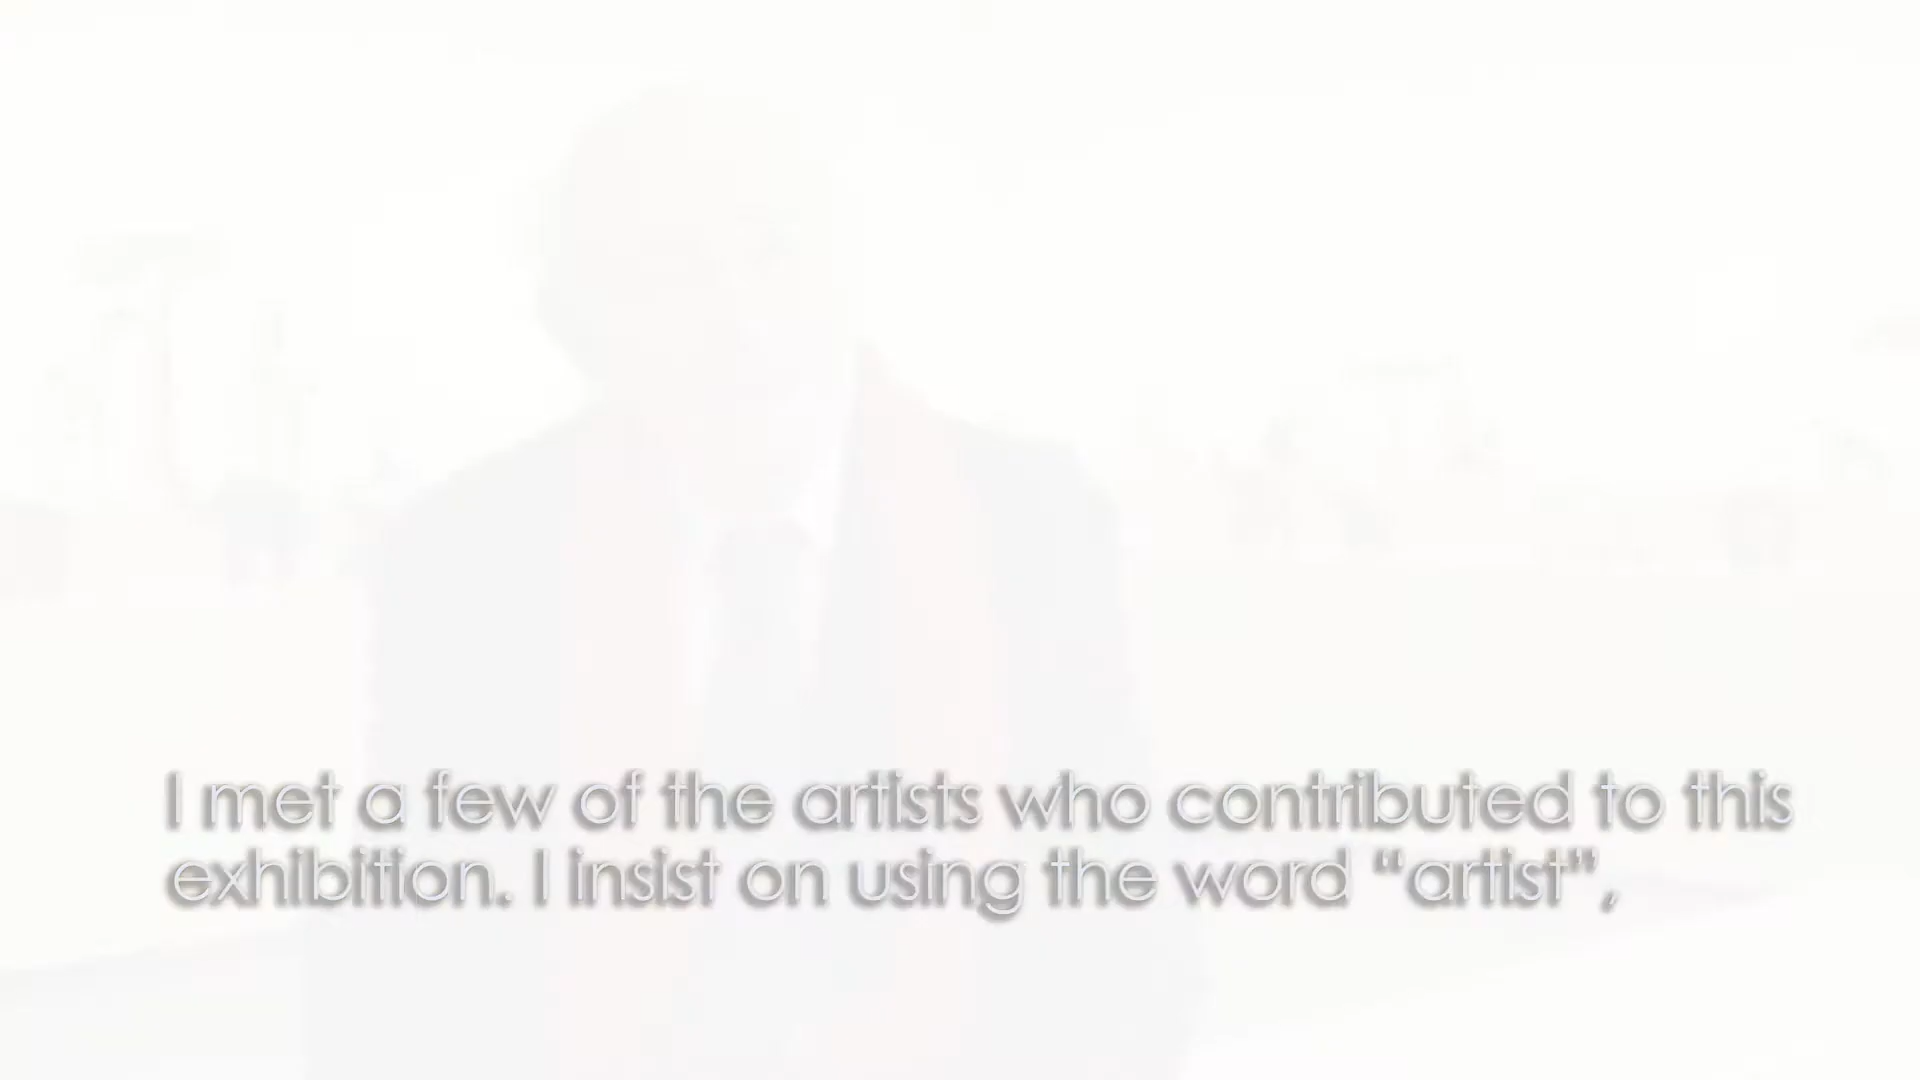 I met a few of the artists who contributed to this
exhibition. I insist on using the word “artist”,